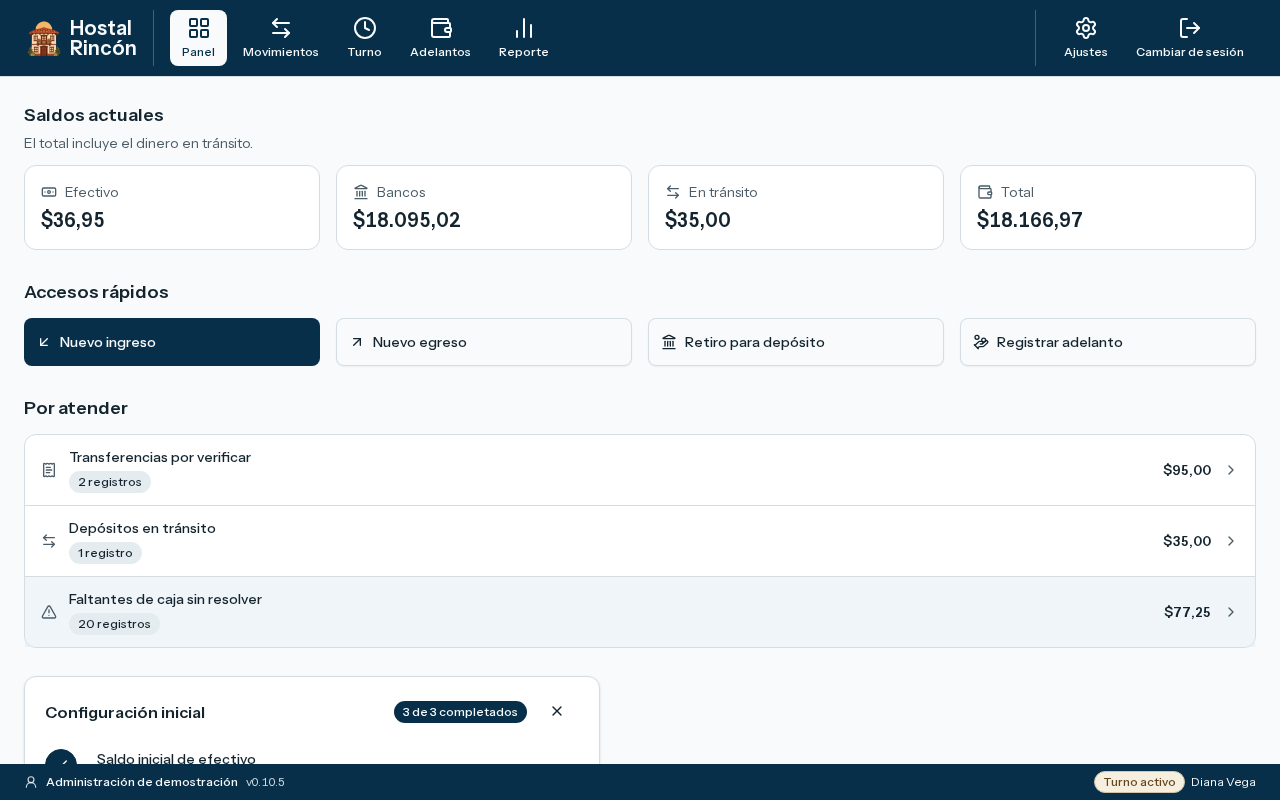 Hostal
Rincón
Panel
Movimientos
Turno
Adelantos
Reporte
Ajustes
Cambiar de sesión
Saldos actuales
El total incluye el dinero en tránsito.
Efectivo
$36,95
Bancos
$18.095,02
En tránsito
$35,00
Total
$18.166,97
Accesos rápidos
Nuevo ingreso
Nuevo egreso
Retiro para depósito
Registrar adelanto
Por atender
Transferencias por verificar
2 registros
$95,00
Depósitos en tránsito
1 registro
$35,00
Faltantes de caja sin resolver
20 registros
$77,25
Configuración inicial
3 de 3 completados
Saldo inicial de efectivo
Administración de demostración v0.10.5
Turno activo
Diana Vega